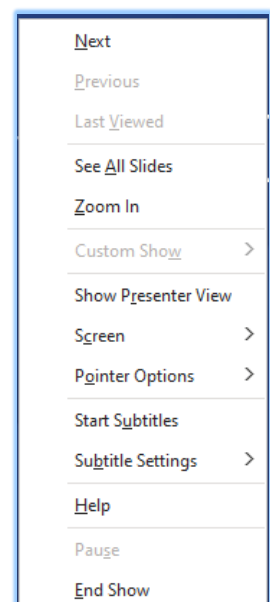 Next
Previous
Last Viewed
See All Slides
Zoom In
Custom Show
Show Presenter View
Screen
Pointer Options
Start Subtitles
Subtitle Settings
Help
Pause
End Show